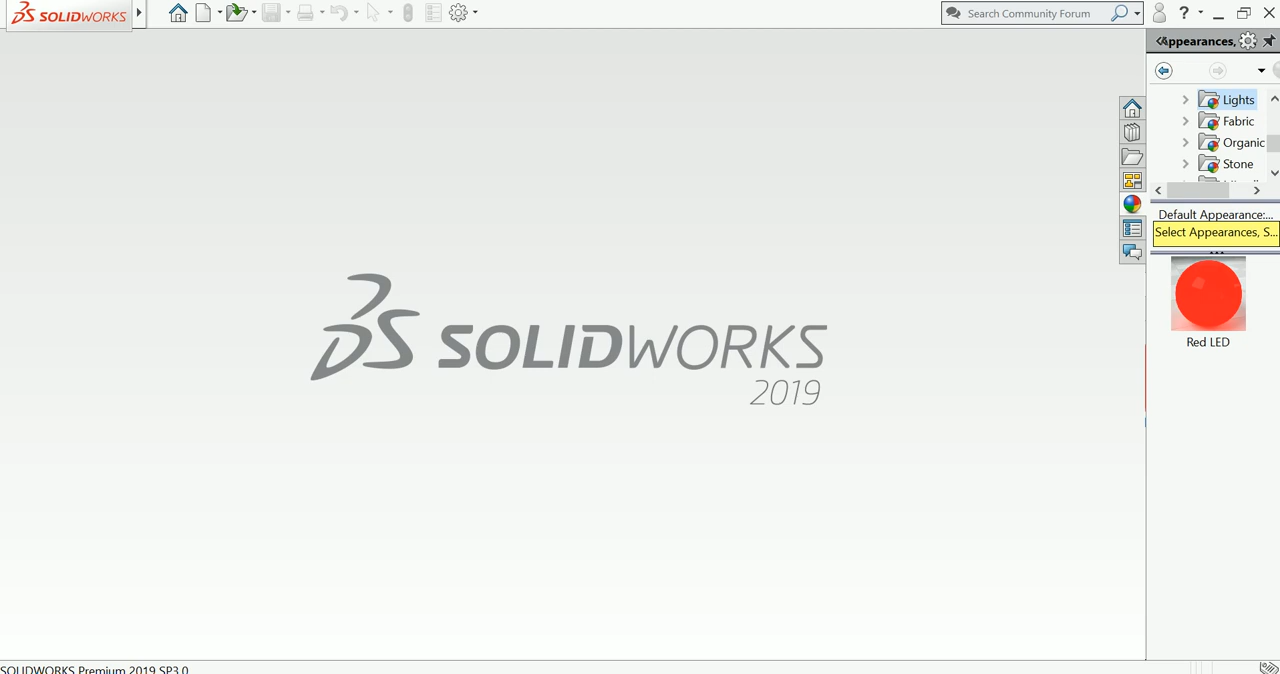 SOLIDWORKS
Search Community Forum
?
Appearances,
Lights
Fabric
Organic
Stone
Default Appearance:...
Select Appearances, S...
Red LED
SOLIDWORKS
2019
SOLIDWORKS Premium 2019 SP3.0